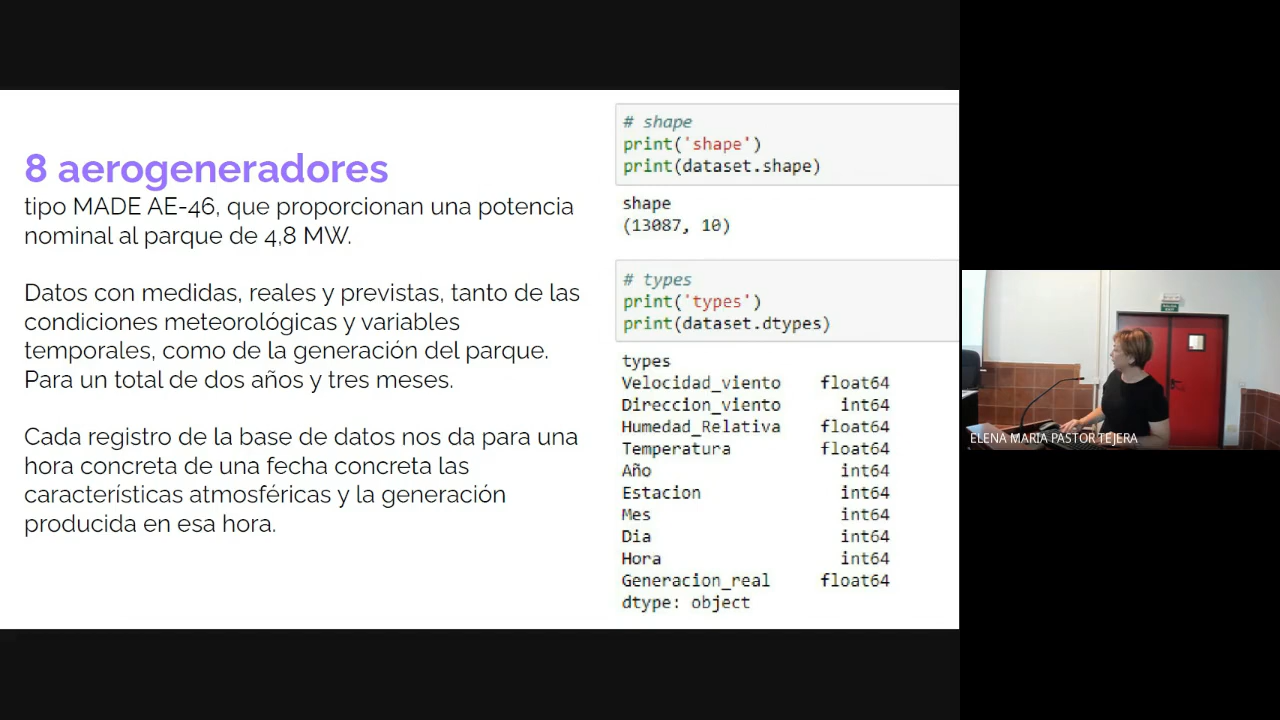 8 aerogeneradores
tipo MADE AE-46, que proporcionan una potencia
nominal al parque de 4,8 MW.
Datos con medidas, reales y previstas, tanto de las
condiciones meteorológicas y variables
temporales, como de la generación del parque.
Para un total de dos años y tres meses.
Cada registro de la base de datos nos da para una
hora concreta de una fecha concreta las
características atmosféricas y la generación
producida en esa hora.
# shape
print('shape')
print(dataset.shape)
shape
(13087, 10)
# types
print('types')
print(dataset.dtypes)
types
Velocidad_viento float64
Direccion_viento int64
Humedad_Relativa float64
Temperatura float64
Año int64
Estacion int64
Mes int64
Dia int64
Hora int64
Generacion_real float64
dtype: object
ELENA MARIA PASTOR TEJERA